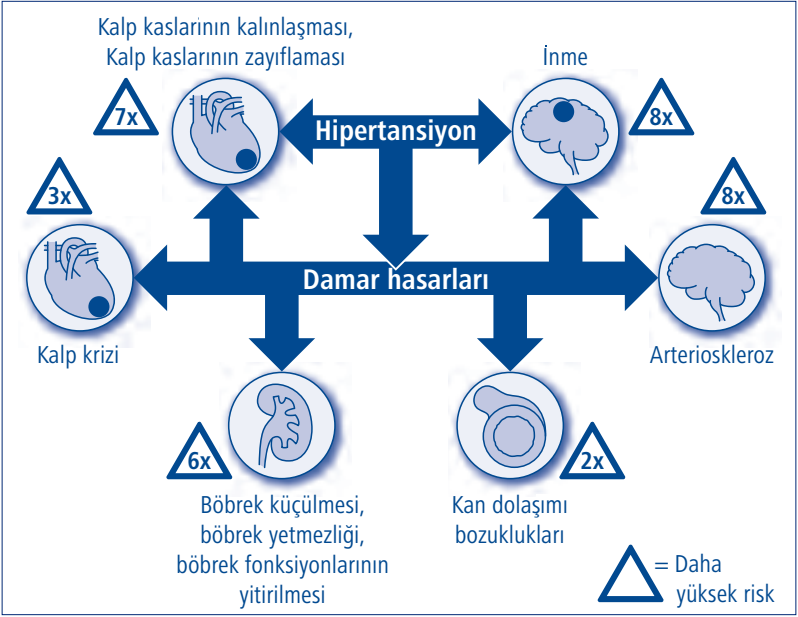 Kalp kaslarının kalınlaşması,
Kalp kaslarının zayıflaması
İnme
7x
Hipertansiyon
8x
3x
8x
Damar hasarları
Kalp krizi
Arterioskleroz
6x
2x
Böbrek küçülmesi,
böbrek yetmezliği,
böbrek fonksiyonlarının
yitirilmesi
Kan dolaşımı
bozuklukları
= Daha
yüksek risk